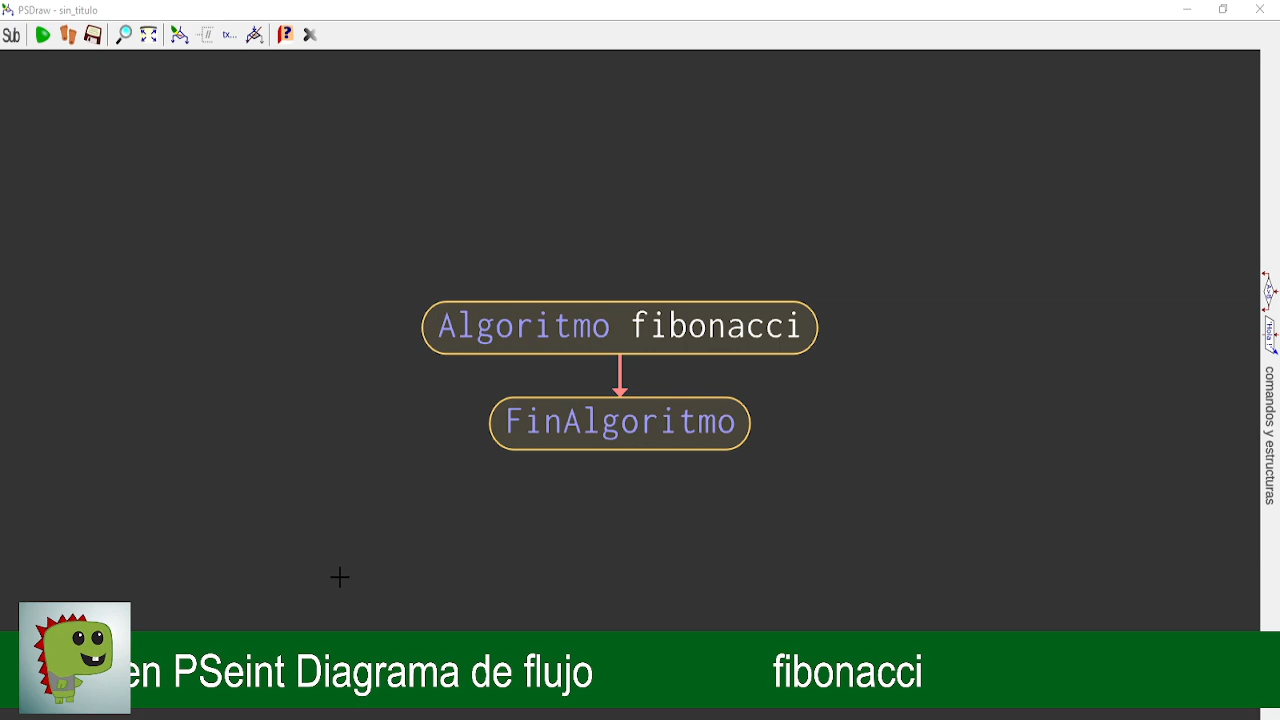 PSDraw - sin_titulo
Sub
tx...
?
Algoritmo fibonacci
FinAlgoritmo
comandos y estructuras
en PSeint Diagrama de flujo fibonacci